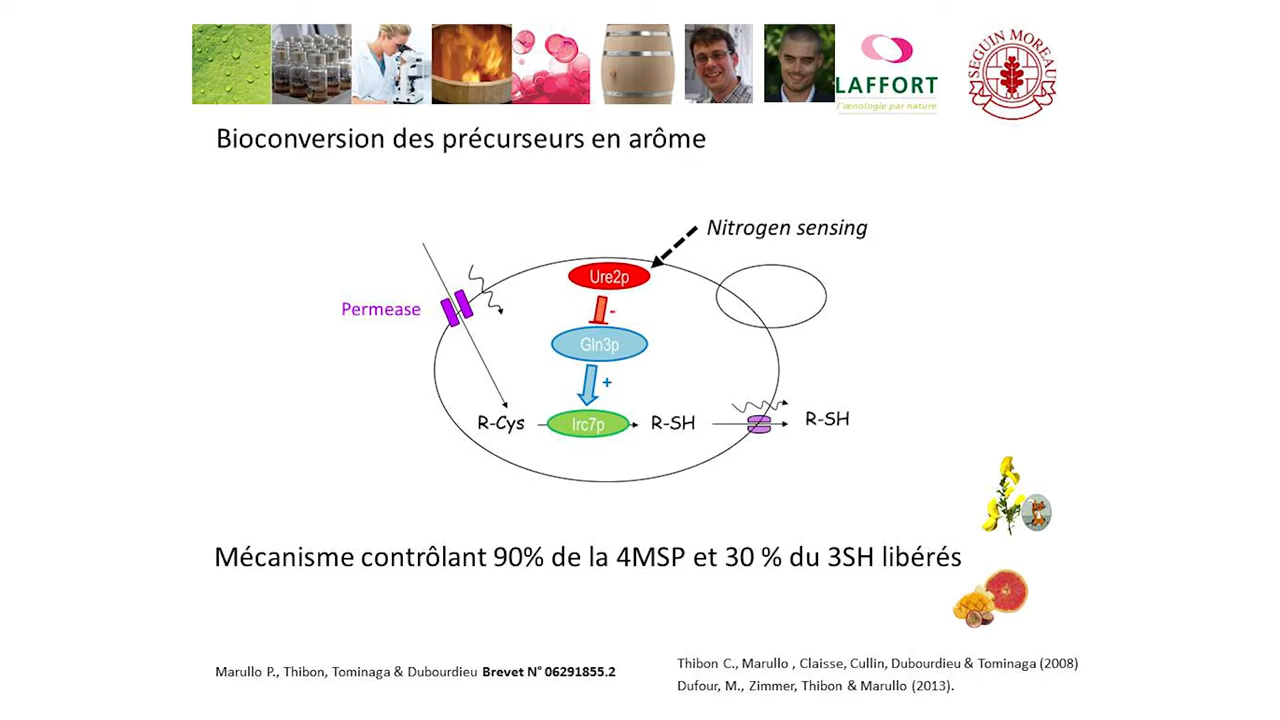 LAFFORT
l'œnologie par nature
SEGUIN MOREAU
Bioconversion des précurseurs en arôme
Nitrogen sensing
Ure2p
Permease
-
Gln3p
+
R-Cys
Irc7p
R-SH
R-SH
Mécanisme contrôlant 90% de la 4MSP et 30 % du 3SH libérés
Marullo P., Thibon, Tominaga & Dubourdieu Brevet N° 06291855.2
Thibon C., Marullo , Claisse, Cullin, Dubourdieu & Tominaga (2008)
Dufour, M., Zimmer, Thibon & Marullo (2013).